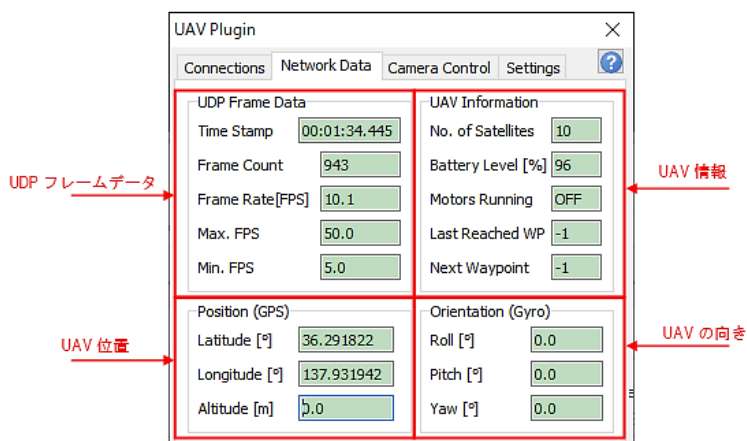 UAV Plugin
Connections Network Data Camera Control Settings
UDP Frame Data
Time Stamp 00:01:34.445
Frame Count 943
Frame Rate[FPS] 10.1
Max. FPS 50.0
Min. FPS 5.0
UAV Information
No. of Satellites 10
Battery Level [%] 96
Motors Running OFF
Last Reached WP -1
Next Waypoint -1
UDP フレームデータ
UAV 情報
Position (GPS)
Latitude [º] 36.291822
Longitude [º] 137.931942
Altitude [m] 0.0
Orientation (Gyro)
Roll [º] 0.0
Pitch [º] 0.0
Yaw [º] 0.0
UAV 位置
UAV の向き